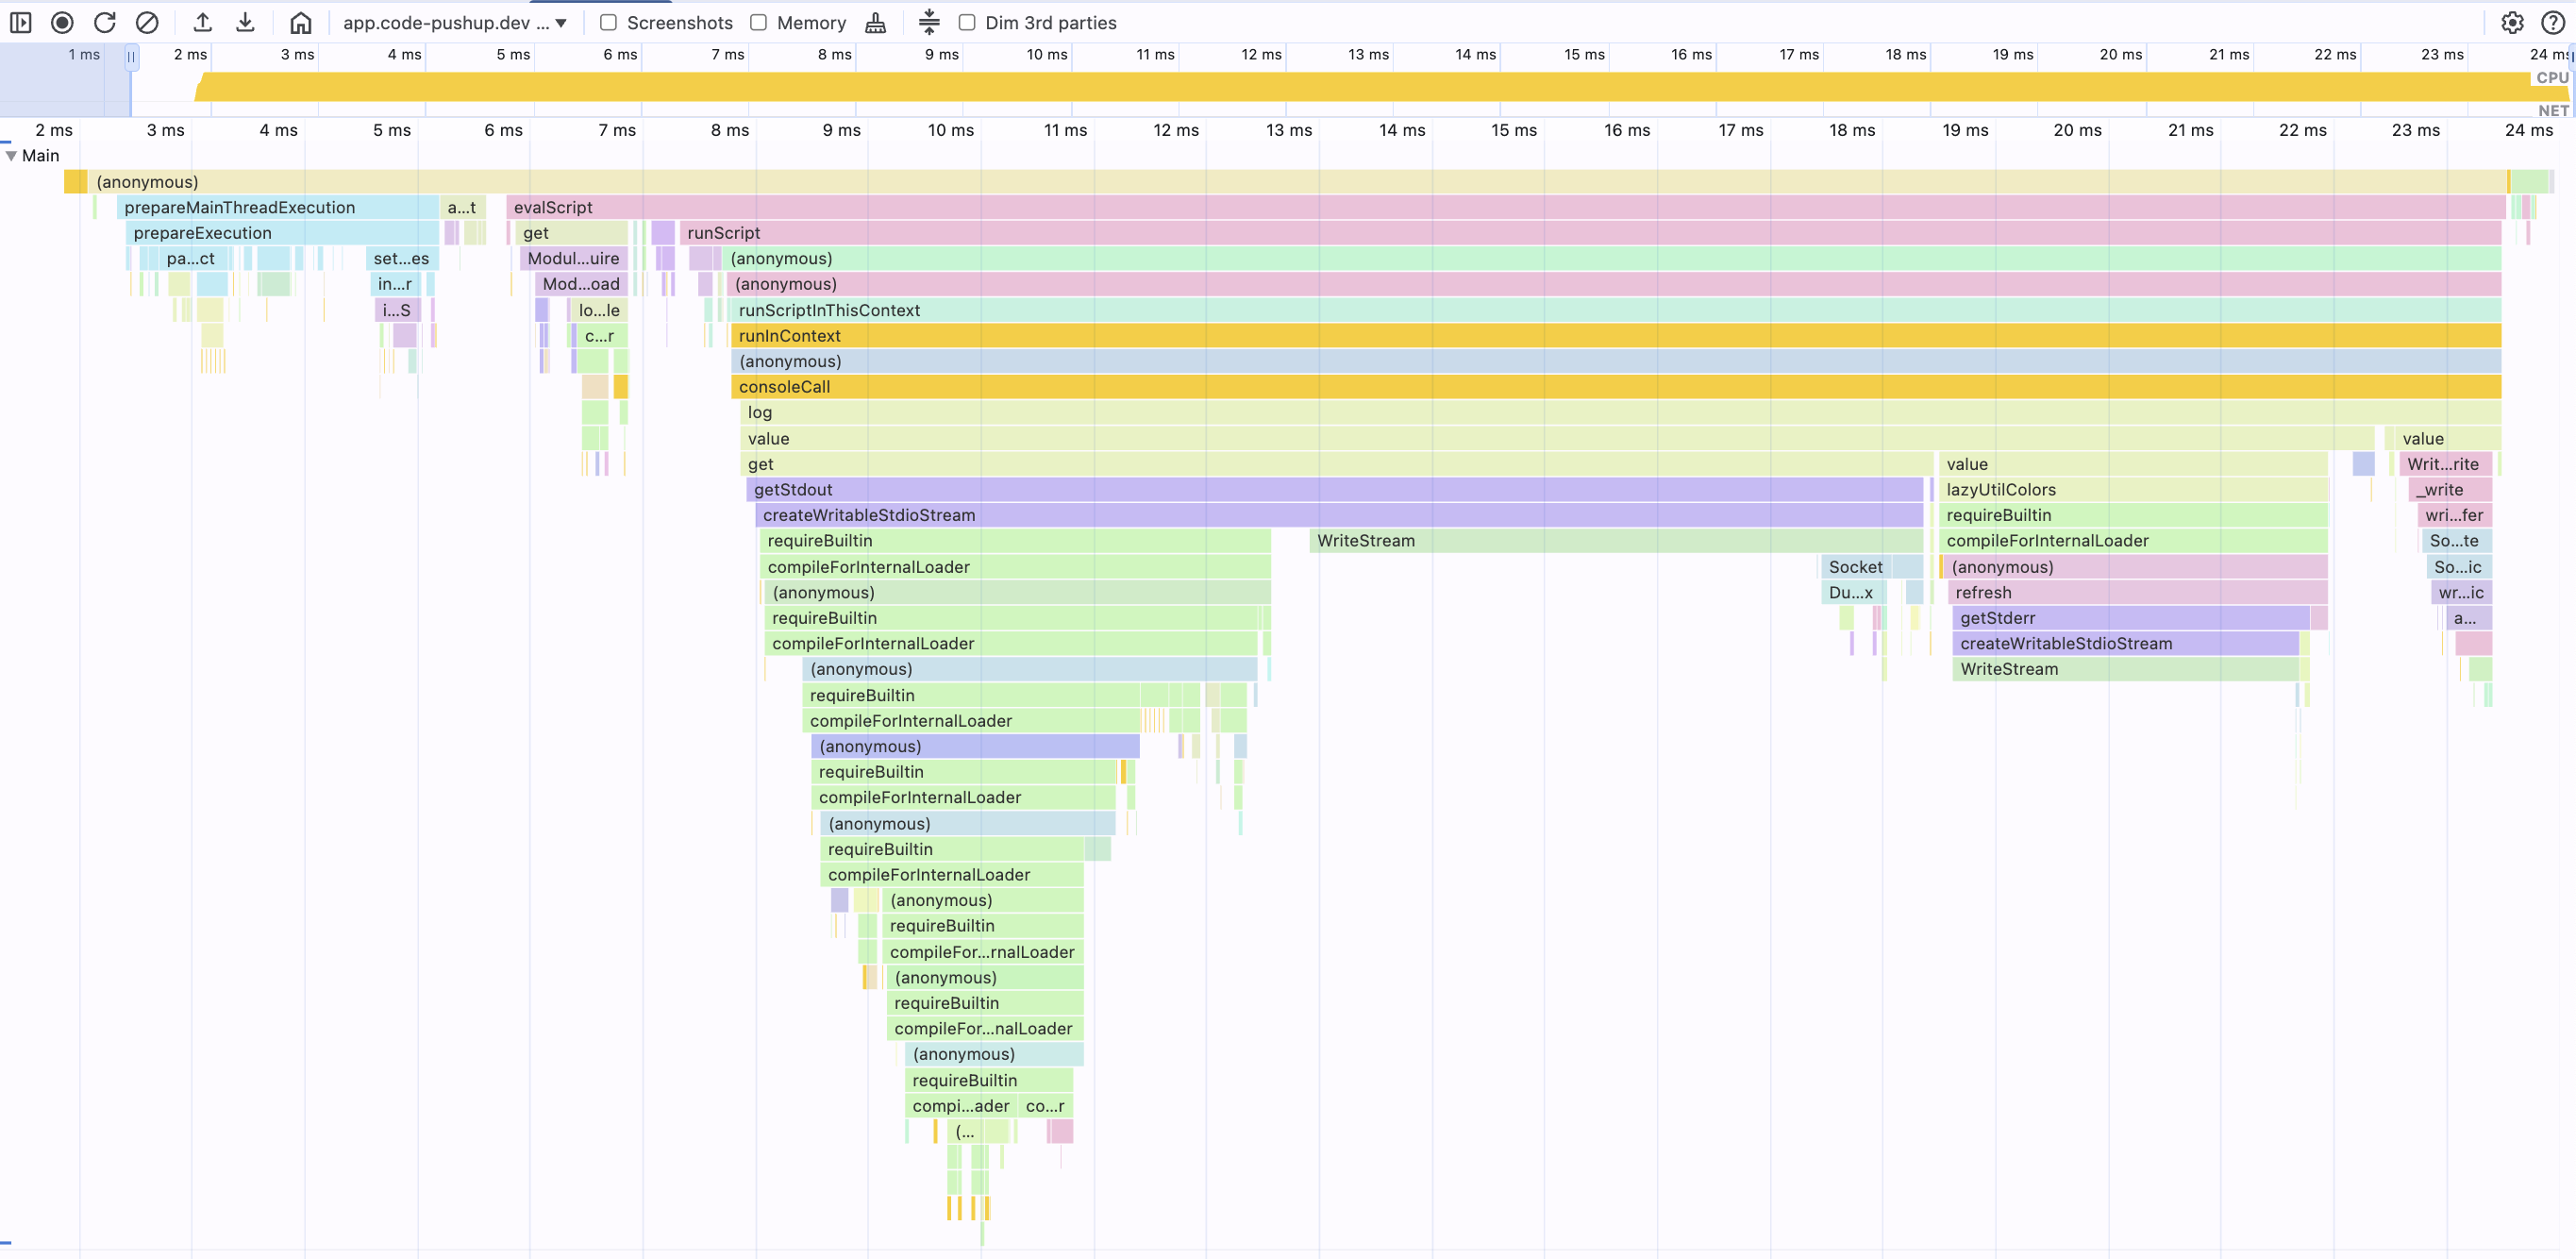 app.code-pushup.dev ... Screenshots Memory Dim 3rd parties
1 ms 2 ms 3 ms 4 ms 5 ms 6 ms 7 ms 8 ms 9 ms 10 ms 11 ms 12 ms 13 ms 14 ms 15 ms 16 ms 17 ms 18 ms 19 ms 20 ms 21 ms 22 ms 23 ms 24 ms
CPU
NET
2 ms 3 ms 4 ms 5 ms 6 ms 7 ms 8 ms 9 ms 10 ms 11 ms 12 ms 13 ms 14 ms 15 ms 16 ms 17 ms 18 ms 19 ms 20 ms 21 ms 22 ms 23 ms 24 ms
Main
(anonymous)
prepareMainThreadExecution a...t evalScript
prepareExecution get runScript
pa...ct set...es Modul...uire (anonymous)
in...r Mod...oad (anonymous)
i...S lo...le runScriptInThisContext
c...r runInContext
(anonymous)
consoleCall
log
value value
get value Writ...rite
getStdout lazyUtilColors _write
createWritableStdioStream requireBuiltin wri...fer
requireBuiltin WriteStream compileForInternalLoader So...te
compileForInternalLoader Socket (anonymous) So...ic
(anonymous) Du...x refresh wr...ic
requireBuiltin getStderr a...
compileForInternalLoader createWritableStdioStream
(anonymous) WriteStream
requireBuiltin
compileForInternalLoader
(anonymous)
requireBuiltin
compileForInternalLoader
(anonymous)
requireBuiltin
compileForInternalLoader
(anonymous)
requireBuiltin
compileFor...rnalLoader
(anonymous)
requireBuiltin
compileFor...nalLoader
(anonymous)
requireBuiltin
compi...ader co...r
(...